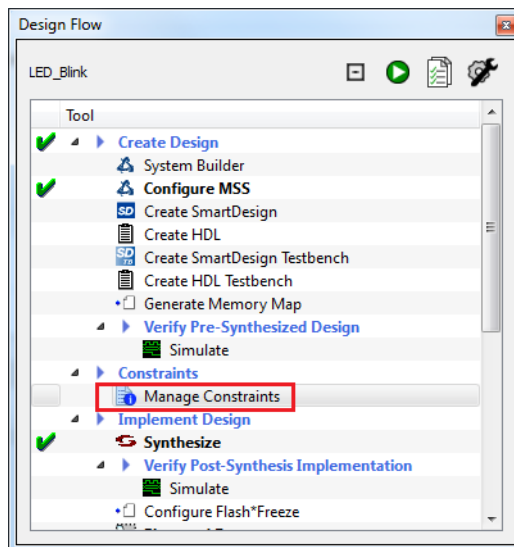 Design Flow
LED_Blink
Tool
Create Design
System Builder
Configure MSS
SD Create SmartDesign
Create HDL
SD Create SmartDesign Testbench
Create HDL Testbench
Generate Memory Map
Verify Pre-Synthesized Design
Simulate
Constraints
Manage Constraints
Implement Design
Synthesize
Verify Post-Synthesis Implementation
Simulate
Configure Flash*Freeze